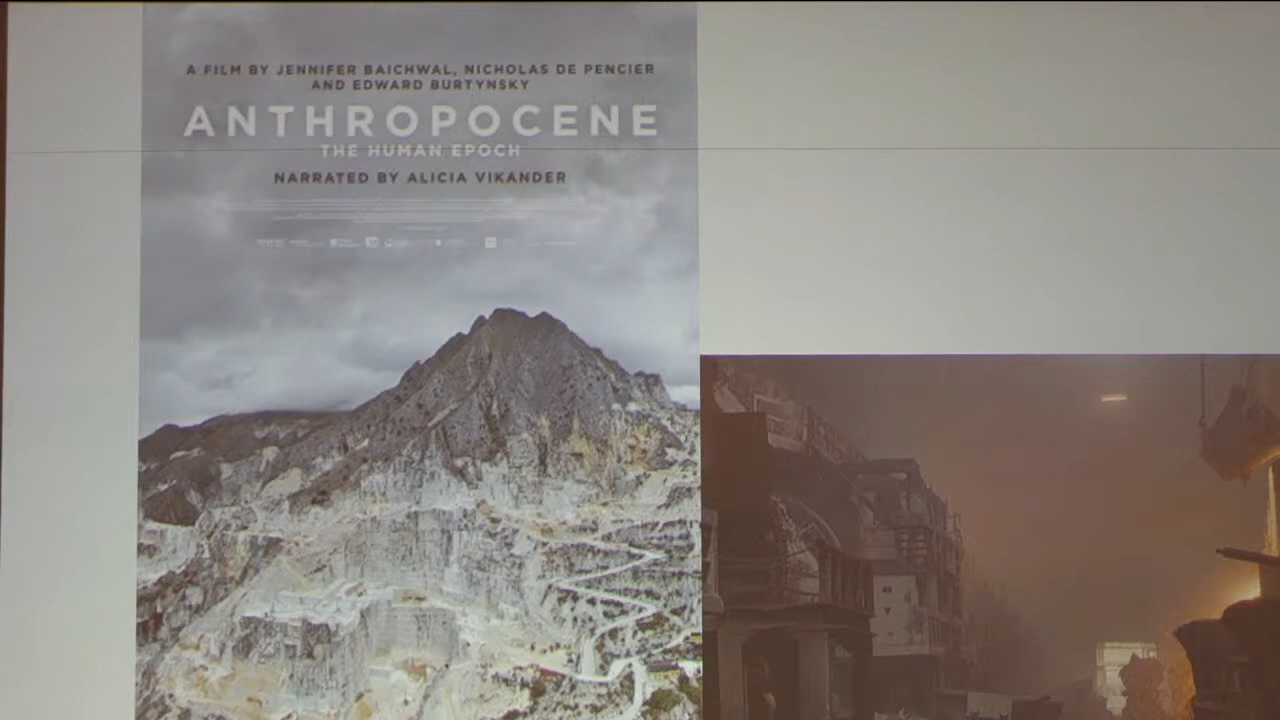 A FILM BY JENNIFER BAICHWAL, NICHOLAS DE PENCIER
AND EDWARD BURTYNSKY
ANTHROPOCENE
THE HUMAN EPOCH
NARRATED BY ALICIA VIKANDER